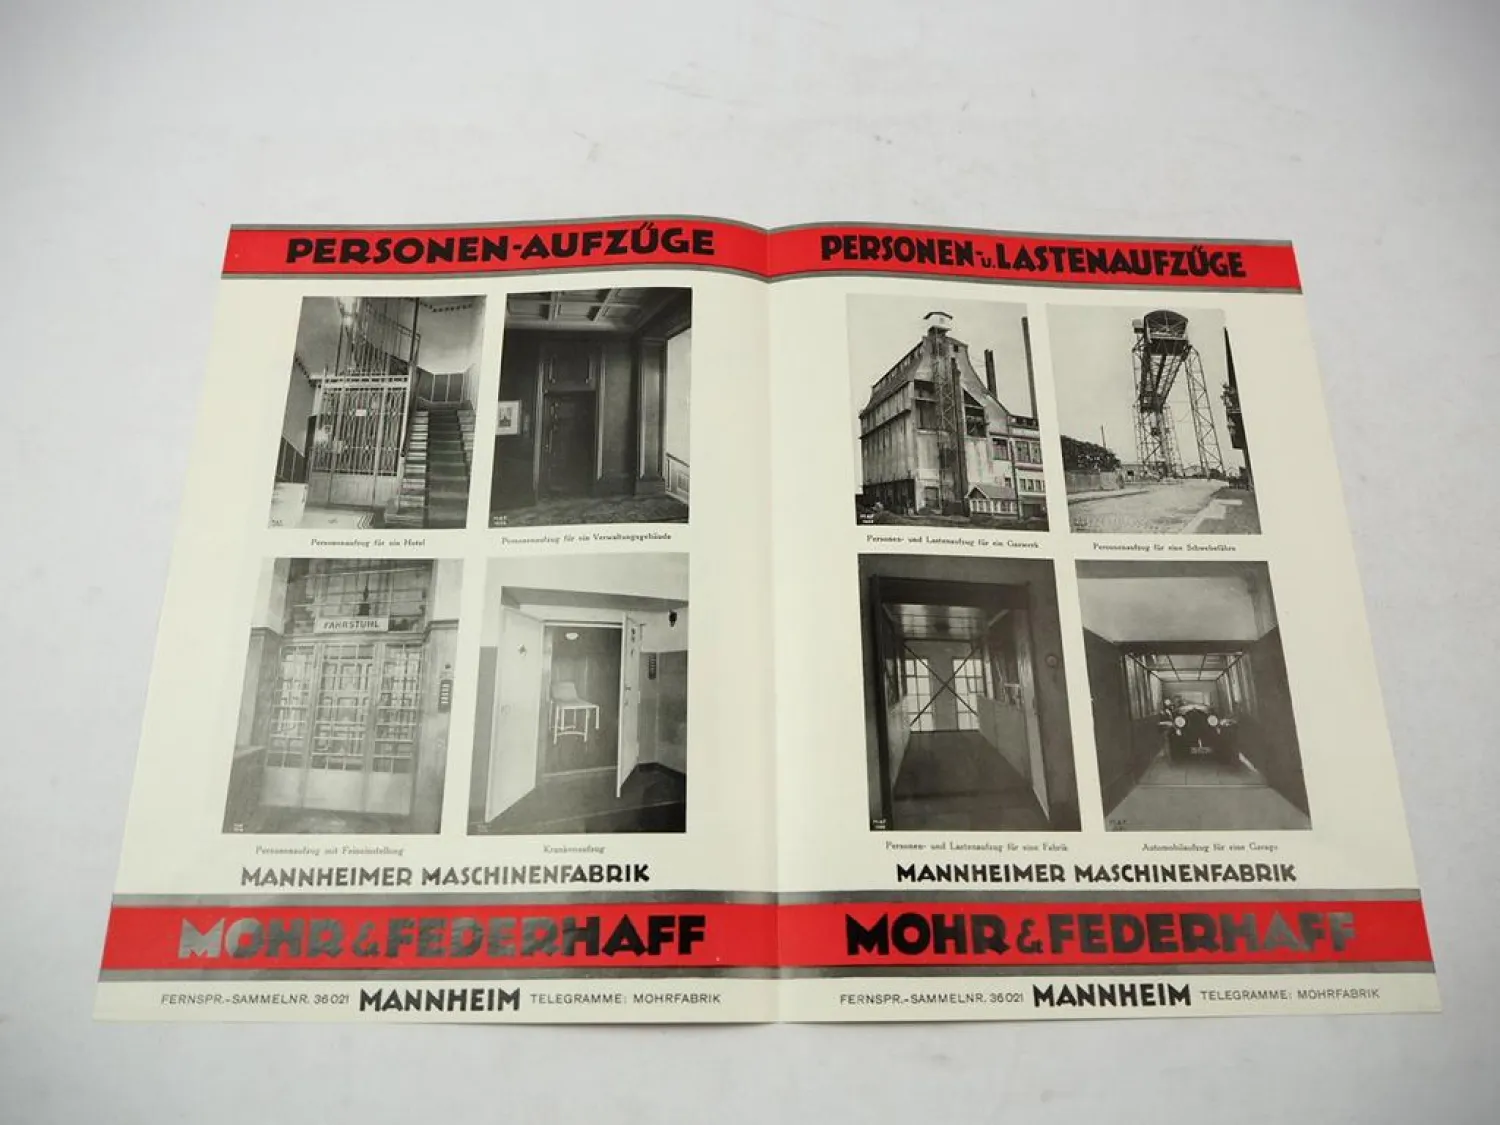 PERSONEN-AUFZÜGE
Personenaufzug für ein Hotel
Personenaufzug für ein Verwaltungsgebäude
FAHRSTUHL
Personenaufzug mit Feineinstellung
Krankenaufzug
MANNHEIMER MASCHINENFABRIK
MOHR & FEDERHAFF
FERNSPR.-SAMMELNR. 36021 MANNHEIM TELEGRAMME: MOHRFABRIK
PERSONEN- U. LASTENAUFZÜGE
Personen- und Lastenaufzug für ein Gaswerk
Personenaufzug für eine Schwebefähre
Personen- und Lastenaufzug für eine Fabrik
Automobilaufzug für eine Garage
MANNHEIMER MASCHINENFABRIK
MOHR & FEDERHAFF
FERNSPR.-SAMMELNR. 36021 MANNHEIM TELEGRAMME: MOHRFABRIK